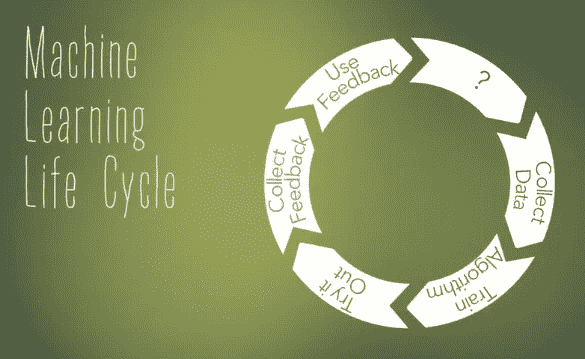 Machine
Learning
Life Cycle
?
Collect
Data
Train
Algorithm
Try it
Out
Collect
Feedback
Use
Feedback